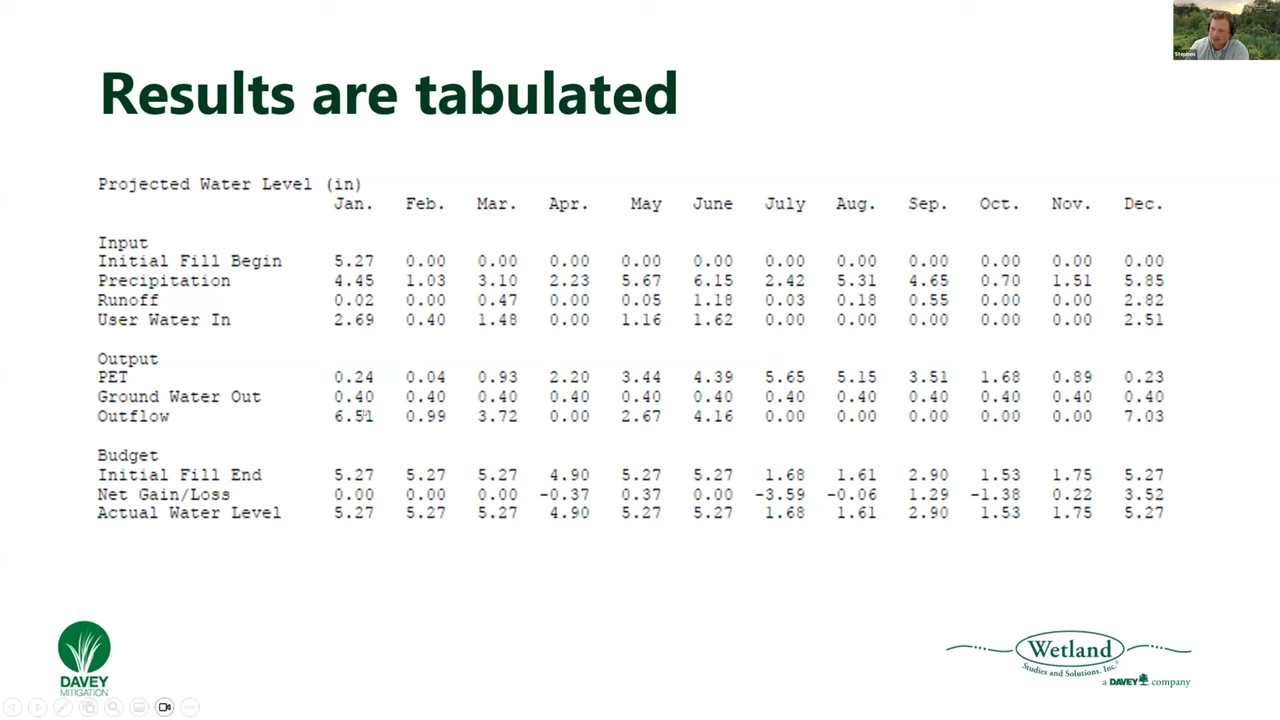 Stephen
Results are tabulated
Projected Water Level (in)
Jan. Feb. Mar. Apr. May June July Aug. Sep. Oct. Nov. Dec.
Input
Initial Fill Begin 5.27 0.00 0.00 0.00 0.00 0.00 0.00 0.00 0.00 0.00 0.00 0.00
Precipitation 4.45 1.03 3.10 2.23 5.67 6.15 2.42 5.31 4.65 0.70 1.51 5.85
Runoff 0.02 0.00 0.47 0.00 0.05 1.18 0.03 0.18 0.55 0.00 0.00 2.82
User Water In 2.69 0.40 1.48 0.00 1.16 1.62 0.00 0.00 0.00 0.00 0.00 2.51
Output
PET 0.24 0.04 0.93 2.20 3.44 4.39 5.65 5.15 3.51 1.68 0.89 0.23
Ground Water Out 0.40 0.40 0.40 0.40 0.40 0.40 0.40 0.40 0.40 0.40 0.40 0.40
Outflow 6.51 0.99 3.72 0.00 2.67 4.16 0.00 0.00 0.00 0.00 0.00 7.03
Budget
Initial Fill End 5.27 5.27 5.27 4.90 5.27 5.27 1.68 1.61 2.90 1.53 1.75 5.27
Net Gain/Loss 0.00 0.00 0.00 -0.37 0.37 0.00 -3.59 -0.06 1.29 -1.38 0.22 3.52
Actual Water Level 5.27 5.27 5.27 4.90 5.27 5.27 1.68 1.61 2.90 1.53 1.75 5.27
DAVEY
MITIGATION
Wetland
Studies and Solutions, Inc.®
a DAVEY company